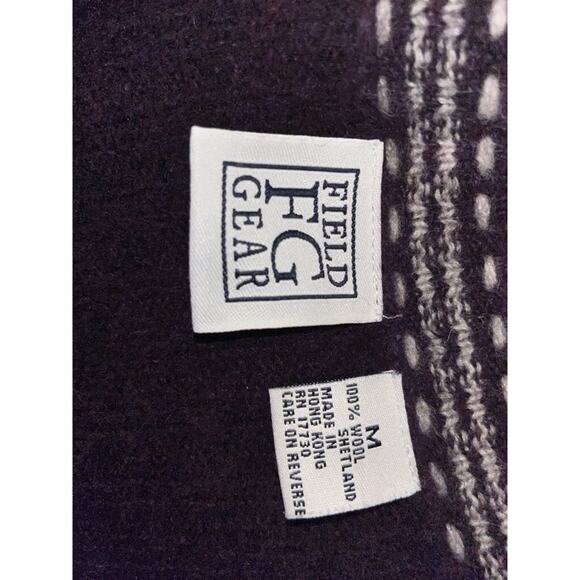 FIELD
FG
GEAR
M
100% WOOL
SHETLAND
MADE IN
HONG KONG
RN 17730
CARE ON REVERSE